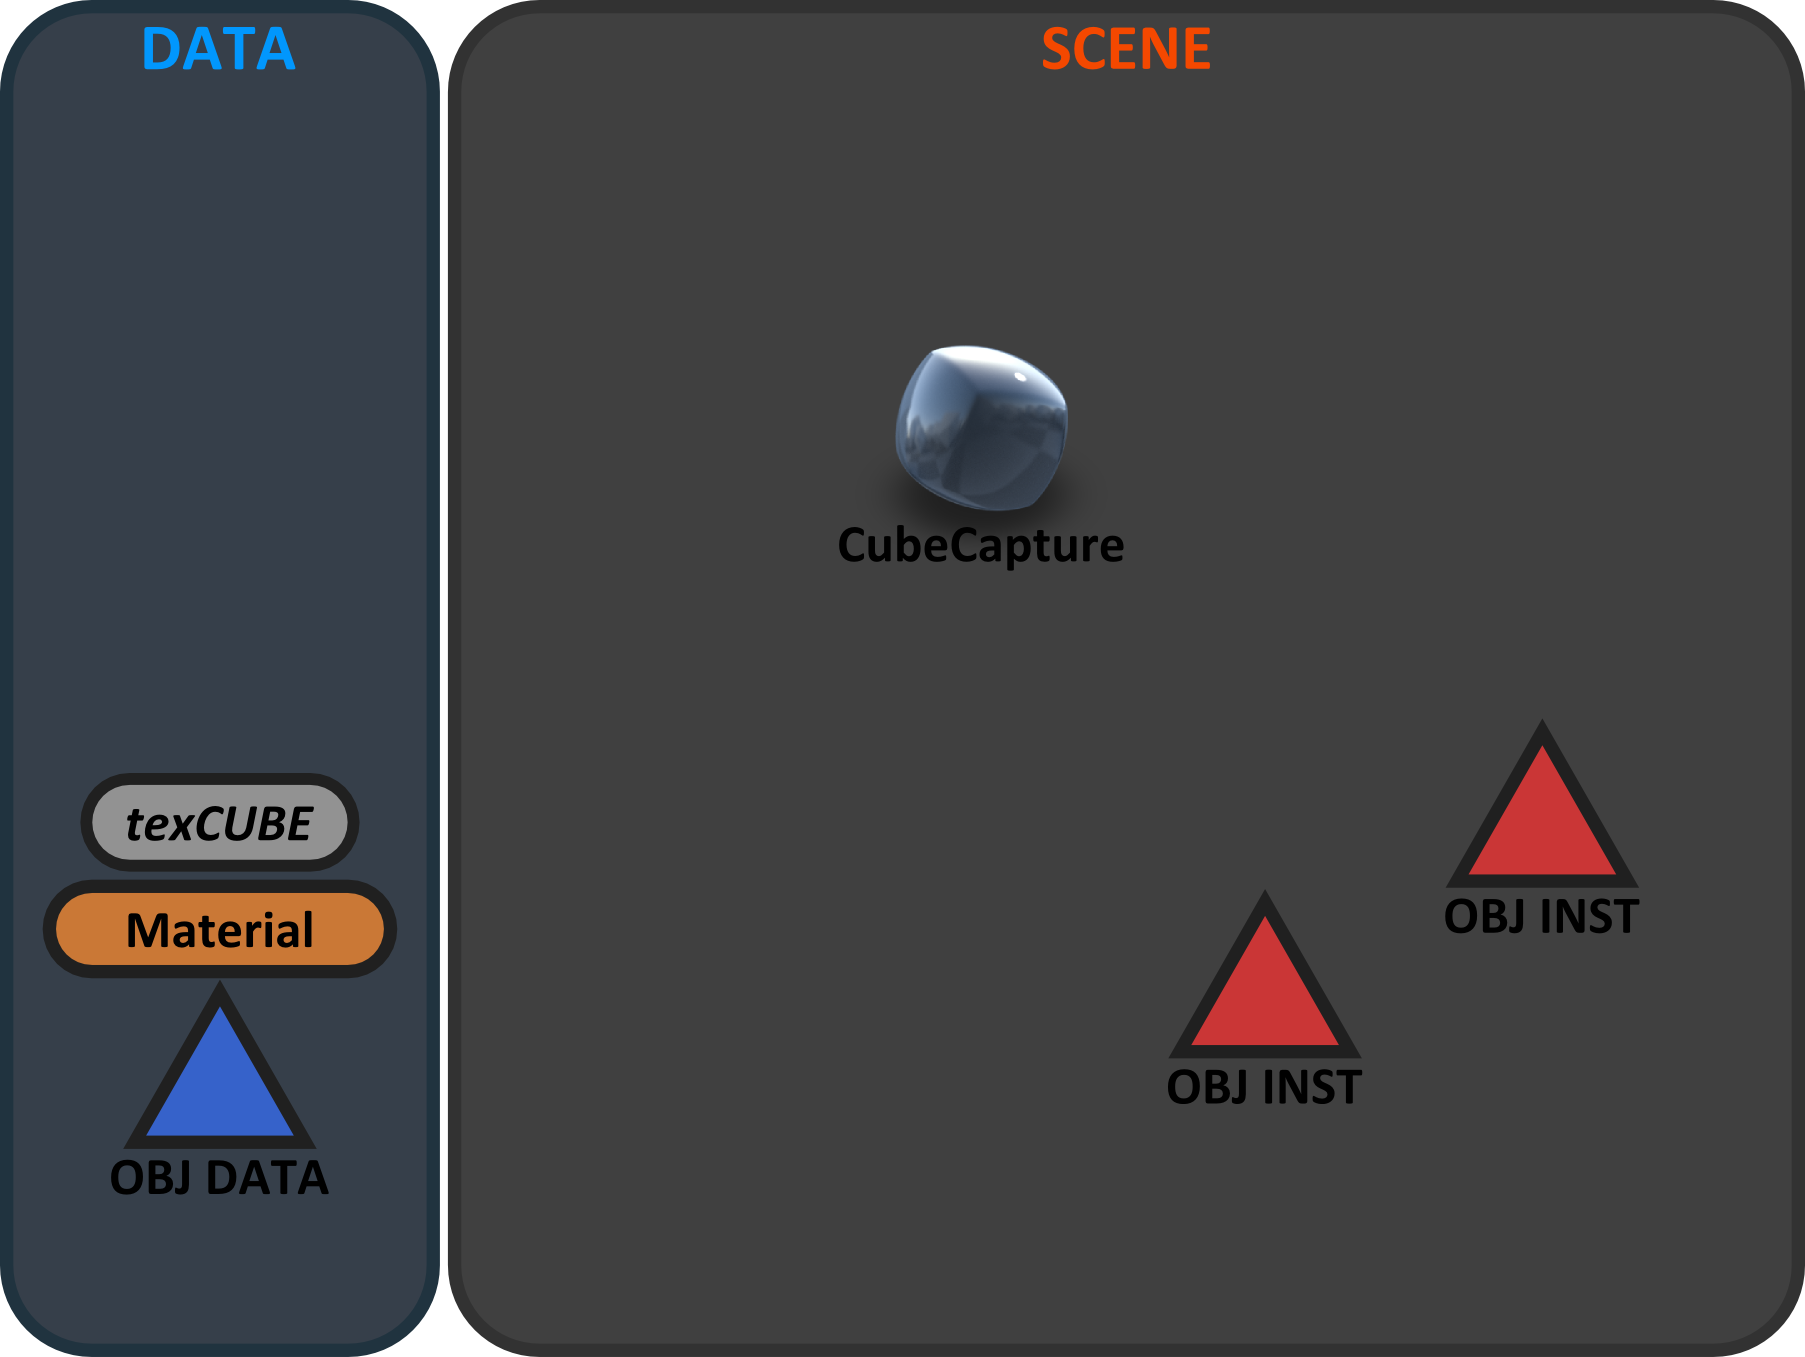 DATA
texCUBE
Material
OBJ DATA
SCENE
CubeCapture
OBJ INST
OBJ INST